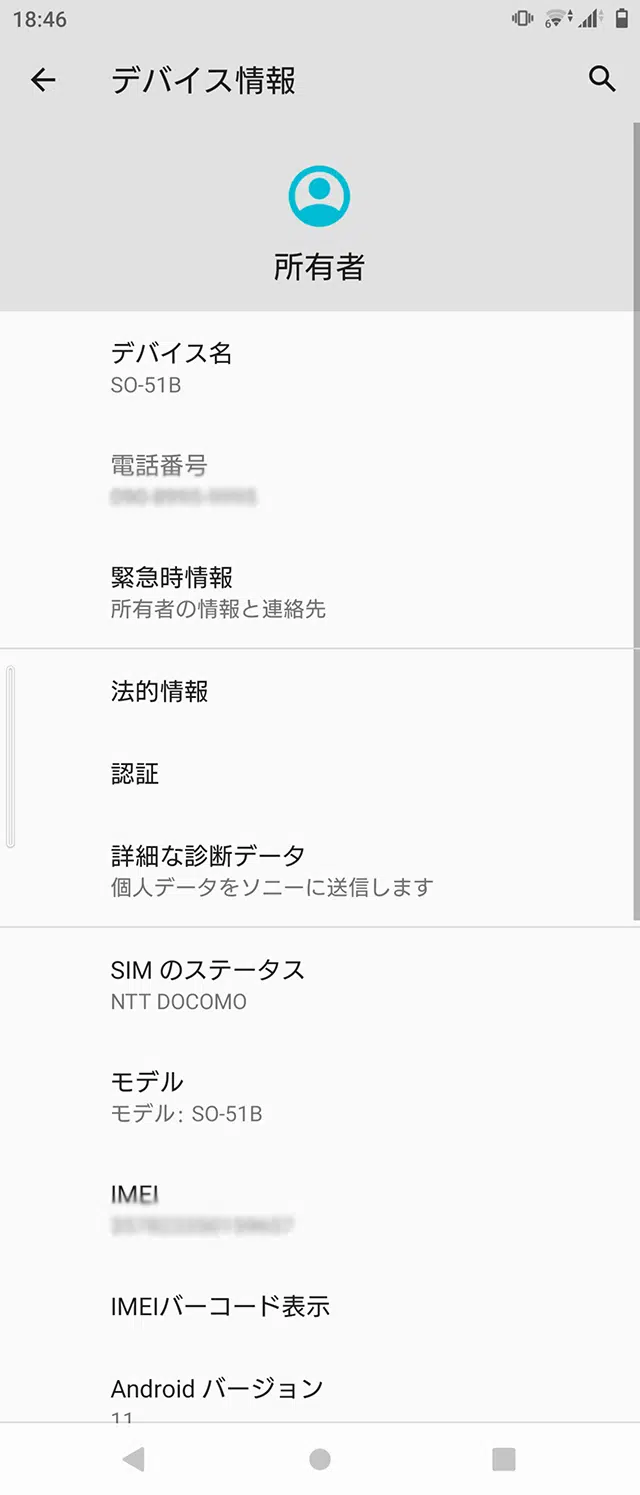 18:46
6
デバイス情報
所有者
デバイス名
SO-51B
電話番号
緊急時情報
所有者の情報と連絡先
法的情報
認証
詳細な診断データ
個人データをソニーに送信します
SIM のステータス
NTT DOCOMO
モデル
モデル: SO-51B
IMEI
IMEIバーコード表示
Android バージョン
11